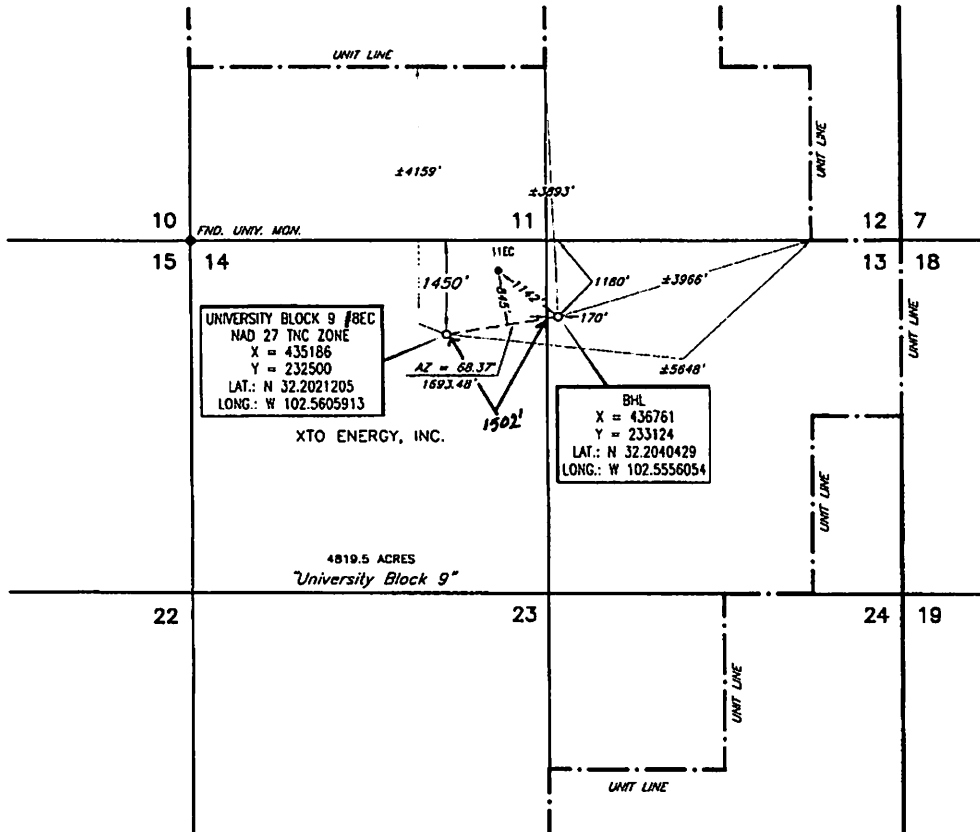 UNIT LINE
UNIT LINE
±4159'
±3893'
10
FND. UNIV. MON.
11
12
7
15
14
13
18
11EC
1450'
1142'
845'
1180'
±3966'
170'
UNIT LINE
UNIVERSITY BLOCK 9 #8EC
NAD 27 TNC ZONE
X = 435186
Y = 232500
LAT.: N 32.2021205
LONG.: W 102.5605913
AZ = 68.37'
1693.48'
±5648'
1502'
BHL
X = 436761
Y = 233124
LAT.: N 32.2040429
LONG.: W 102.5556054
XTO ENERGY, INC.
UNIT LINE
4819.5 ACRES
"University Block 9"
22
23
24
19
UNIT LINE
UNIT LINE